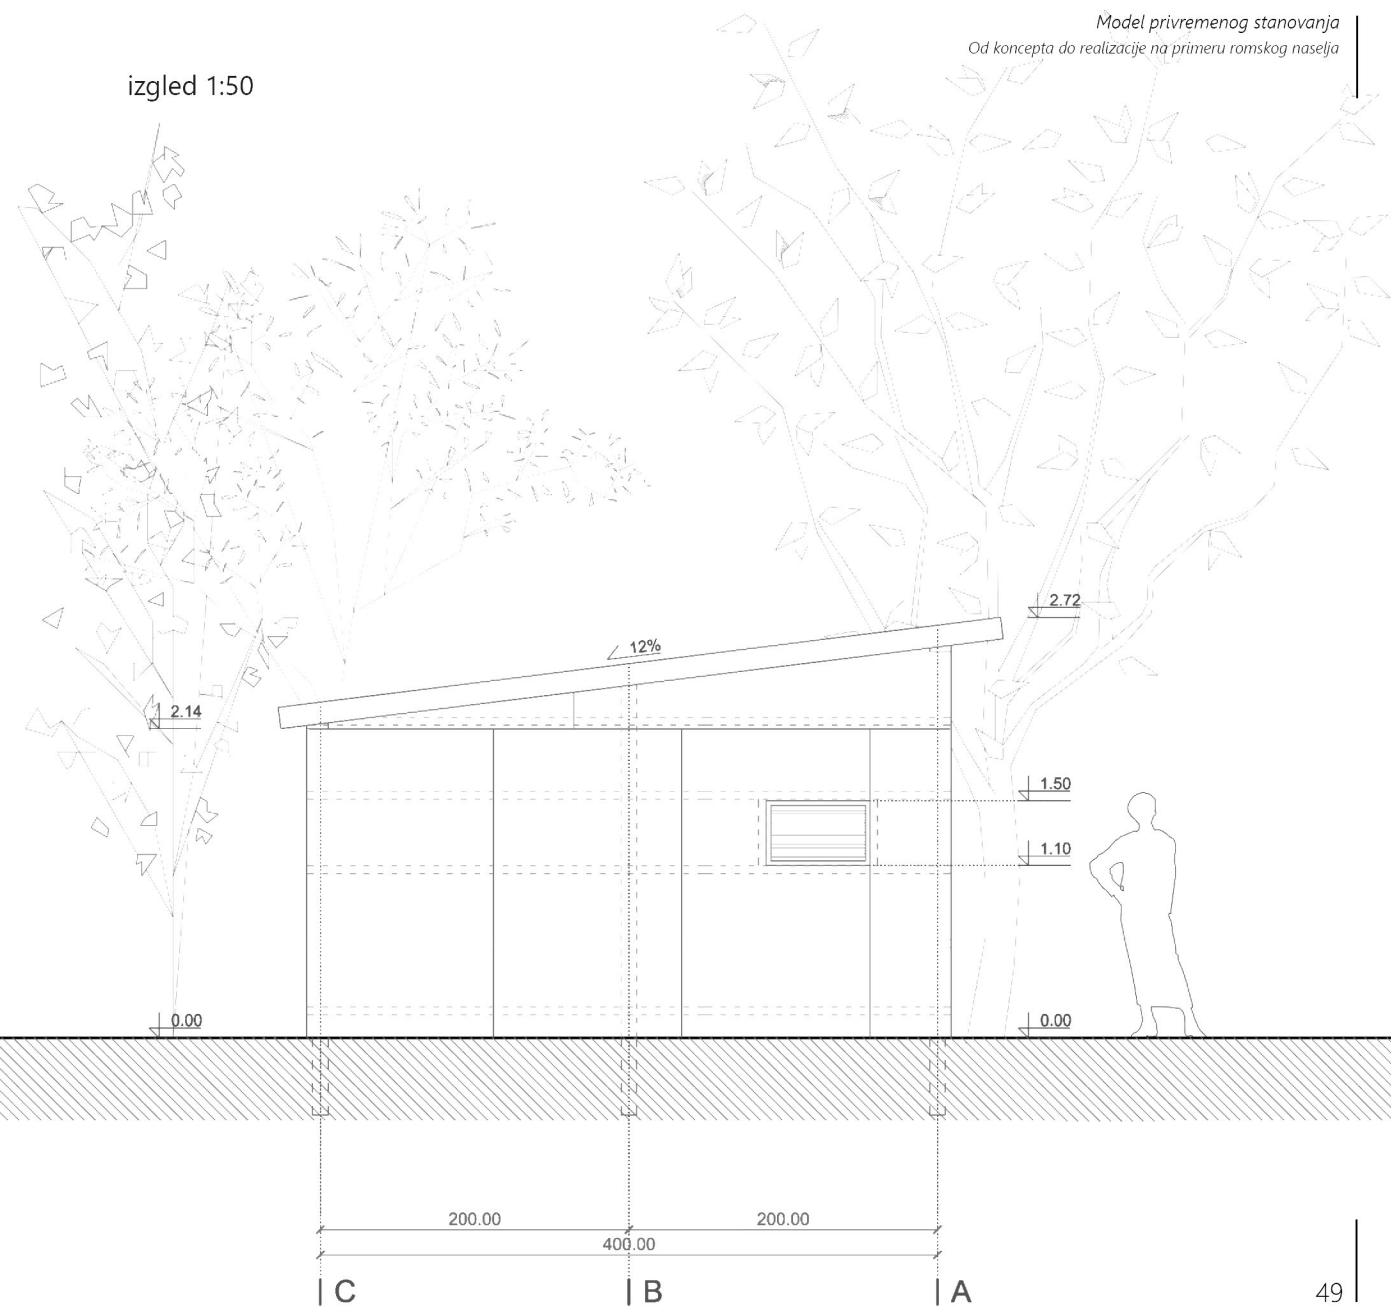 Model privremenog stanovanja
Od koncepta do realizacije na primeru romskog naselja
izgled 1:50
2.72
12%
2.14
1.50
1.10
0.00
0.00
200.00
200.00
400.00
C
B
A
49